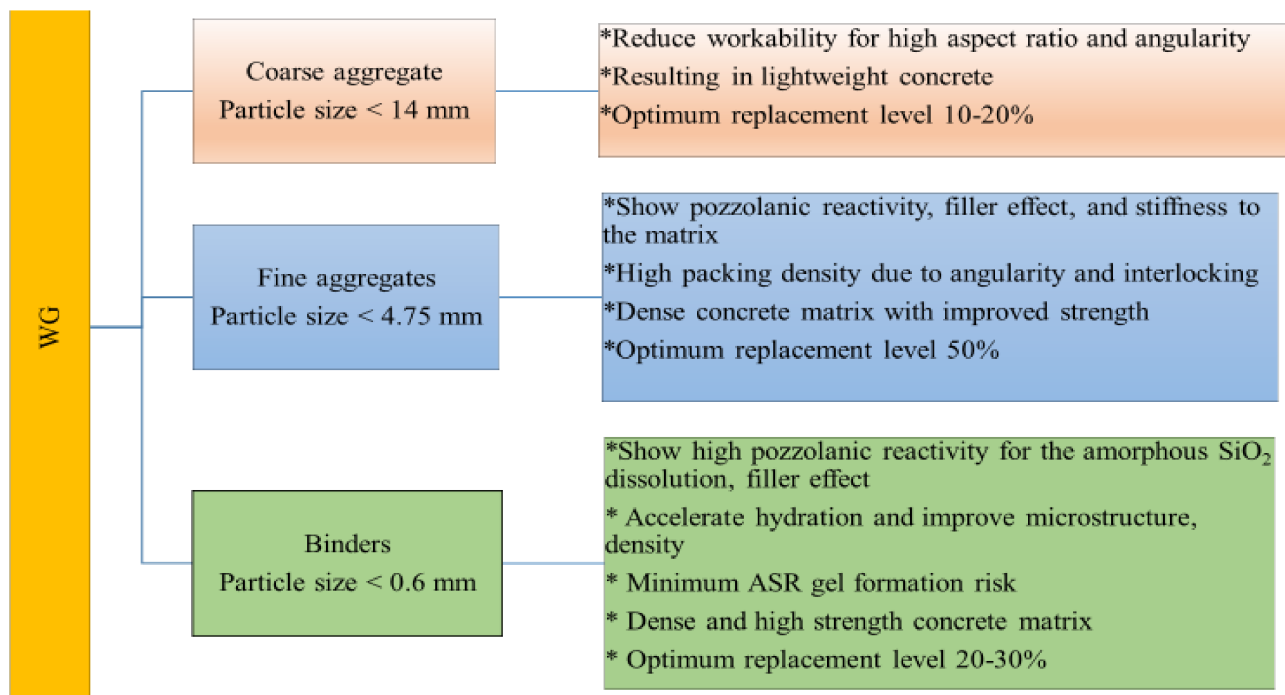 WG
Coarse aggregate
Particle size < 14 mm
*Reduce workability for high aspect ratio and angularity
*Resulting in lightweight concrete
*Optimum replacement level 10-20%
Fine aggregates
Particle size < 4.75 mm
*Show pozzolanic reactivity, filler effect, and stiffness to
the matrix
*High packing density due to angularity and interlocking
*Dense concrete matrix with improved strength
*Optimum replacement level 50%
Binders
Particle size < 0.6 mm
*Show high pozzolanic reactivity for the amorphous SiO₂
dissolution, filler effect
* Accelerate hydration and improve microstructure,
density
* Minimum ASR gel formation risk
* Dense and high strength concrete matrix
* Optimum replacement level 20-30%